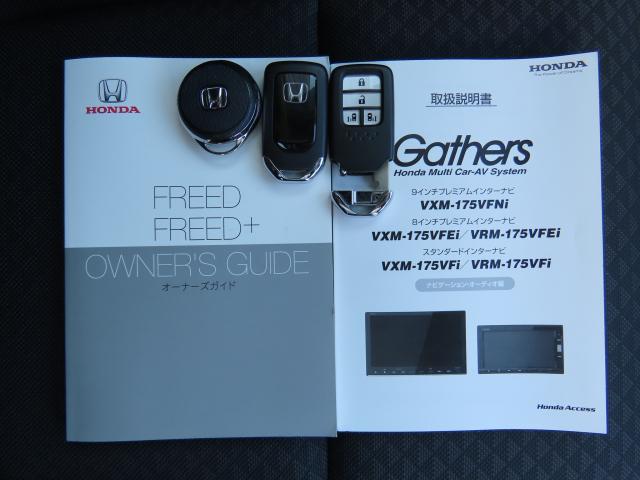 HONDA
FREED
FREED+
OWNER'S GUIDE
オーナーズガイド
HONDA
The Power of Dreams
取扱説明書
Gathers
Honda Multi Car-AV System
9インチプレミアムインターナビ
VXM-175VFNi
8インチプレミアムインターナビ
VXM-175VFEi/VRM-175VFEi
スタンダードインターナビ
VXM-175VFi/VRM-175VFi
ナビゲーション・オーディオ編
Honda Access